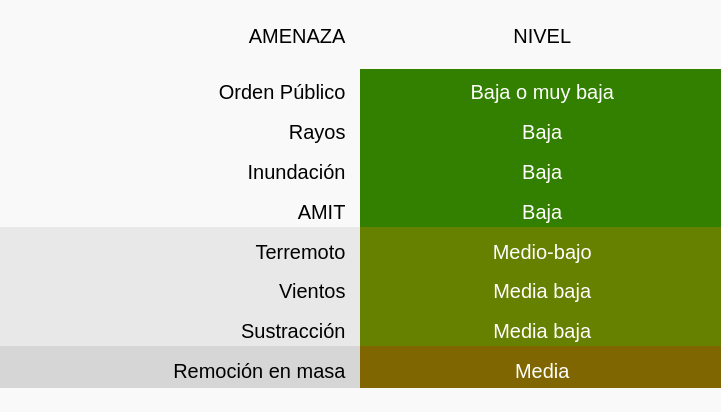 AMENAZA NIVEL
Orden Público Baja o muy baja
Rayos Baja
Inundación Baja
AMIT Baja
Terremoto Medio-bajo
Vientos Media baja
Sustracción Media baja
Remoción en masa Media